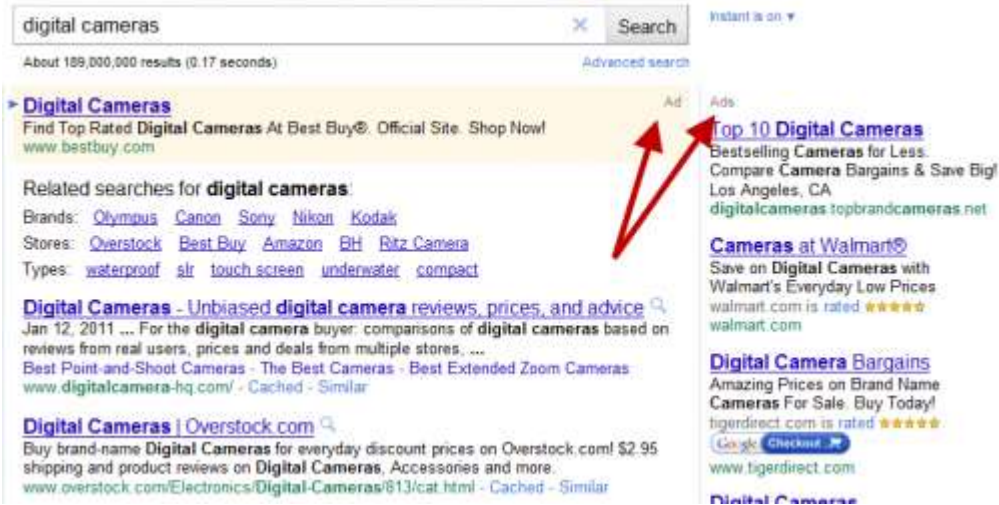 digital cameras
Search
Instant is on ▼
About 189,000,000 results (0.17 seconds)
Advanced search
Digital Cameras
Ad
Find Top Rated Digital Cameras At Best Buy®. Official Site. Shop Now!
www.bestbuy.com
Related searches for digital cameras:
Brands: Olympus Canon Sony Nikon Kodak
Stores: Overstock Best Buy Amazon BH Ritz Camera
Types: waterproof slr touch screen underwater compact
Digital Cameras - Unbiased digital camera reviews, prices, and advice
Jan 12, 2011 ... For the digital camera buyer: comparisons of digital cameras based on
reviews from real users, prices and deals from multiple stores, ...
Best Point-and-Shoot Cameras - The Best Cameras - Best Extended Zoom Cameras
www.digitalcamera-hq.com/ - Cached - Similar
Digital Cameras | Overstock.com
Buy brand-name Digital Cameras for everyday discount prices on Overstock.com! $2.95
shipping and product reviews on Digital Cameras, Accessories and more.
www.overstock.com/Electronics/Digital-Cameras/813/cat.html - Cached - Similar
Ads
Top 10 Digital Cameras
Bestselling Cameras for Less.
Compare Camera Bargains & Save Big!
Los Angeles, CA
digitalcameras.topbrandcameras.net
Cameras at Walmart®
Save on Digital Cameras with
Walmart's Everyday Low Prices
walmart.com is rated ★★★★★
walmart.com
Digital Camera Bargains
Amazing Prices on Brand Name
Cameras For Sale. Buy Today!
tigerdirect.com is rated ★★★★★
Google Checkout
www.tigerdirect.com
Digital Cameras